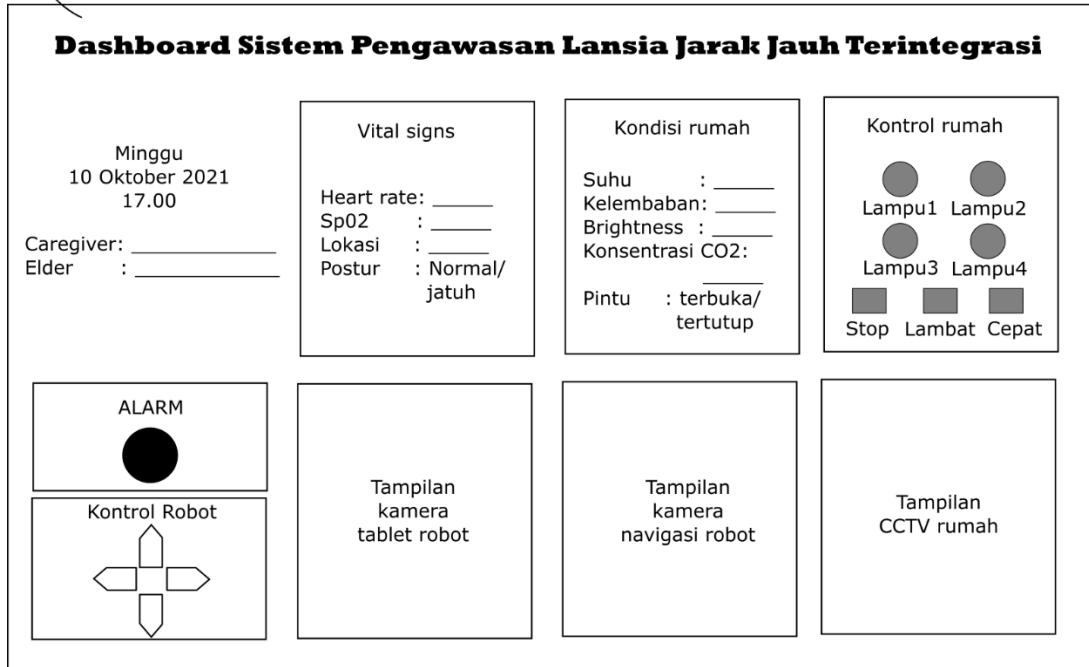 Dashboard Sistem Pengawasan Lansia Jarak Jauh Terintegrasi
Minggu
10 Oktober 2021
17.00
Caregiver: _______________
Elder : _______________
Vital signs
Heart rate: _____
Sp02 : _____
Lokasi : _____
Postur : Normal/
jatuh
Kondisi rumah
Suhu : _____
Kelembaban: _____
Brightness : _____
Konsentrasi CO2:
_____
Pintu : terbuka/
tertutup
Kontrol rumah
Lampu1 Lampu2
Lampu3 Lampu4
Stop Lambat Cepat
ALARM
Kontrol Robot
Tampilan
kamera
tablet robot
Tampilan
kamera
navigasi robot
Tampilan
CCTV rumah